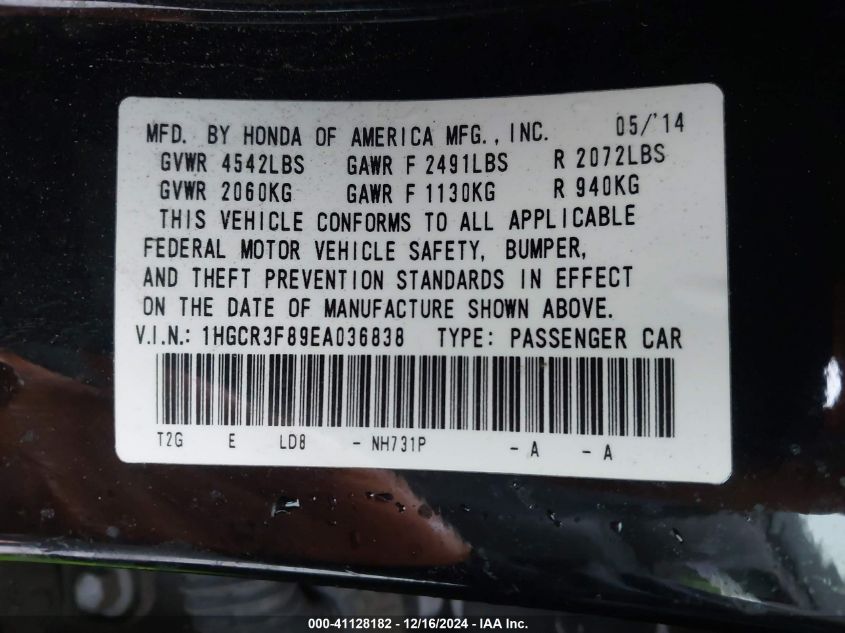 MFD. BY HONDA OF AMERICA MFG., INC. 05/'14
GVWR 4542LBS GAWR F 2491LBS R 2072LBS
GVWR 2060KG GAWR F 1130KG R 940KG
THIS VEHICLE CONFORMS TO ALL APPLICABLE
FEDERAL MOTOR VEHICLE SAFETY, BUMPER,
AND THEFT PREVENTION STANDARDS IN EFFECT
ON THE DATE OF MANUFACTURE SHOWN ABOVE.
V.I.N.: 1HGCR3F89EA036838 TYPE: PASSENGER CAR
T2G E LD8 - NH731P - A - A
000-41128182 - 12/16/2024 - IAA Inc.